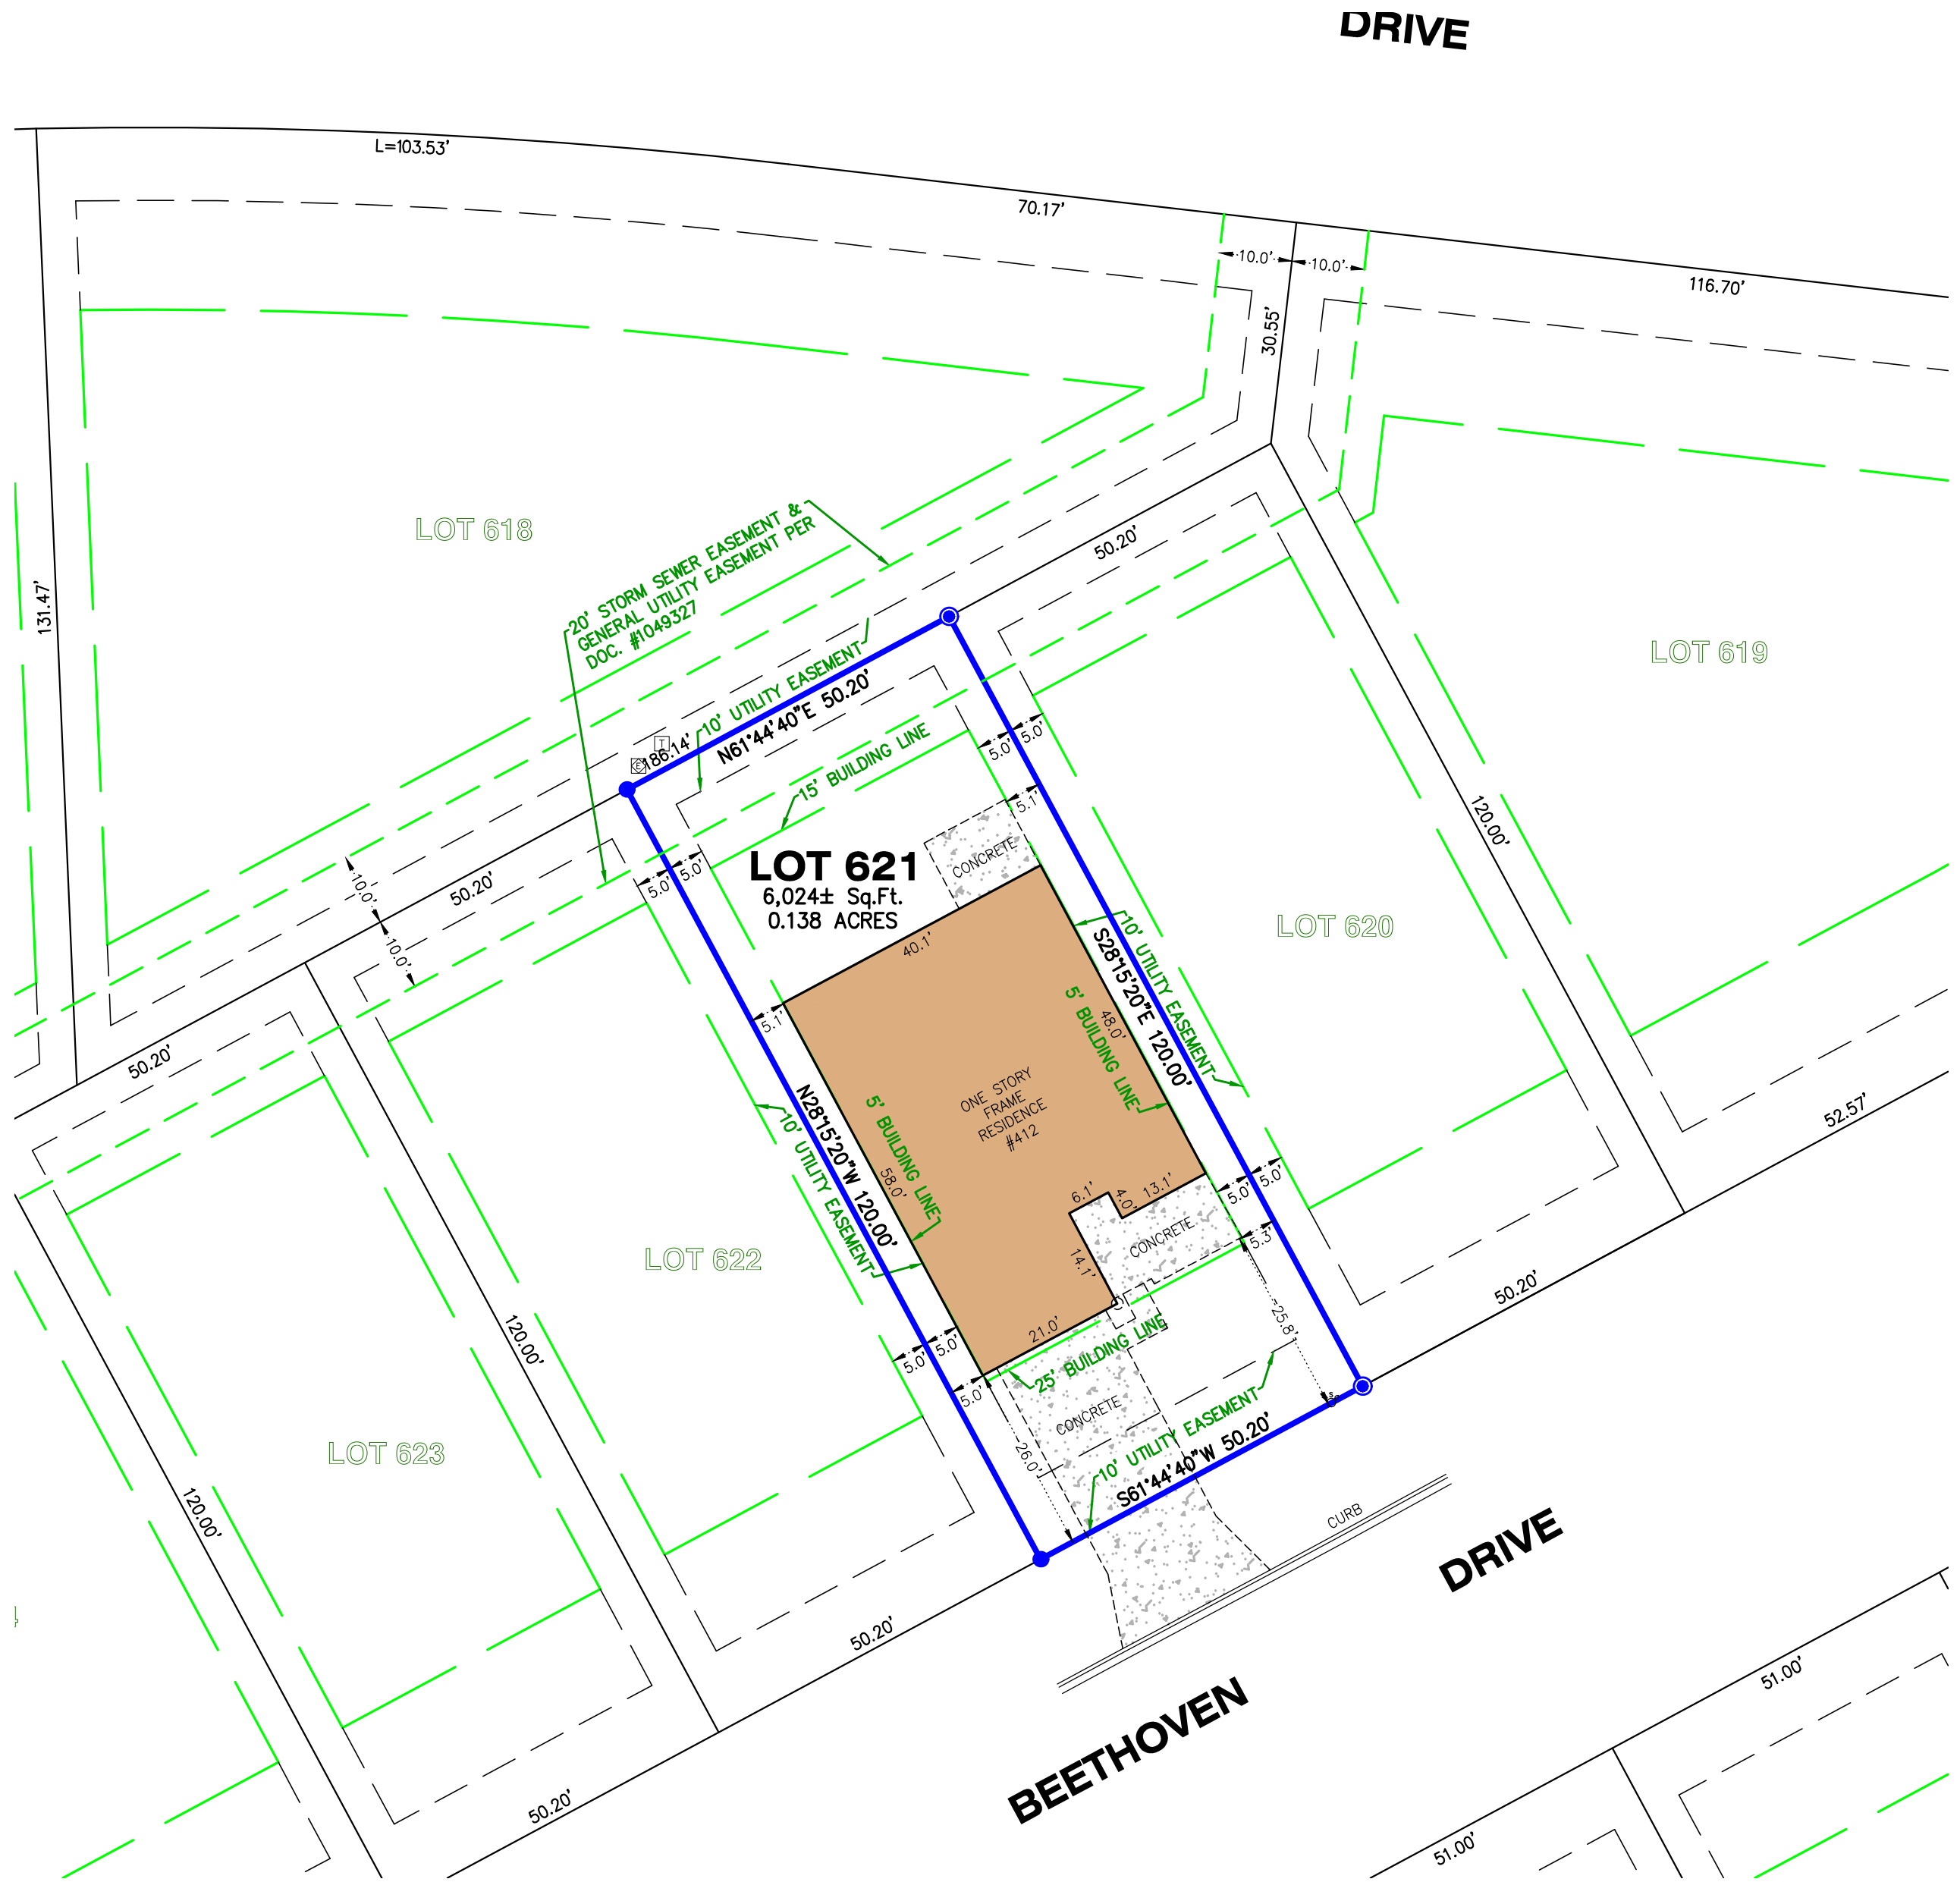 DRIVE
L=103.53'
70.17'
10.0'
10.0'
116.70'
30.55'
LOT 618
131.47'
20' STORM SEWER EASEMENT &
GENERAL UTILITY EASEMENT PER
DOC. #1049327
50.20'
LOT 619
10' UTILITY EASEMENT
N61°44'40"E 50.20'
186.14'
T
E
15' BUILDING LINE
5.0'
5.0'
5.1'
CONCRETE
120.00'
LOT 621
6,024± Sq.Ft.
0.138 ACRES
5.0'
5.0'
10.0'
10.0'
50.20'
50.20'
40.1'
LOT 620
10' UTILITY EASEMENT
S28°15'20"E 120.00'
48.0'
5' BUILDING LINE
5.1'
ONE STORY
FRAME
RESIDENCE
#412
5' BUILDING LINE
N28°15'20"W 120.00'
10' UTILITY EASEMENT
58.0'
6.1'
4.0'
13.1'
5.0'
5.0'
52.57'
CONCRETE
5.3'
14.1'
LOT 622
50.20'
25.8'
21.0'
25' BUILDING LINE
5.0'
5.0'
5.0'
120.00'
CONCRETE
10' UTILITY EASEMENT
S61°44'40"W 50.20'
26.0'
LOT 623
120.00'
CURB
DRIVE
4
50.20'
BEETHOVEN
51.00'
50.20'
51.00'